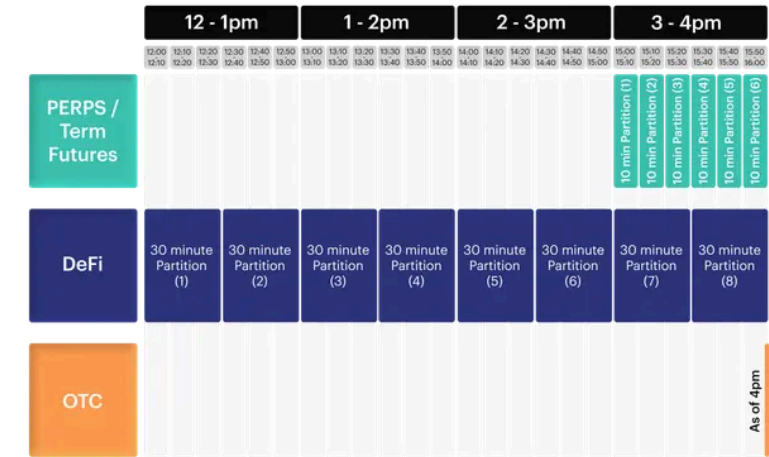 12 - 1pm 1 - 2pm 2 - 3pm 3 - 4pm
12:00 12:10 12:20 12:30 12:40 12:50 13:00 13:10 13:20 13:30 13:40 13:50 14:00 14:10 14:20 14:30 14:40 14:50 15:00 15:10 15:20 15:30 15:40 15:50
12:10 12:20 12:30 12:40 12:50 13:00 13:10 13:20 13:30 13:40 13:50 14:00 14:10 14:20 14:30 14:40 14:50 15:00 15:10 15:20 15:30 15:40 15:50 16:00
PERPS /
Term
Futures
10 min Partition (1)
10 min Partition (2)
10 min Partition (3)
10 min Partition (4)
10 min Partition (5)
10 min Partition (6)
DeFi
30 minute
Partition
(1)
30 minute
Partition
(2)
30 minute
Partition
(3)
30 minute
Partition
(4)
30 minute
Partition
(5)
30 minute
Partition
(6)
30 minute
Partition
(7)
30 minute
Partition
(8)
OTC
As of 4pm